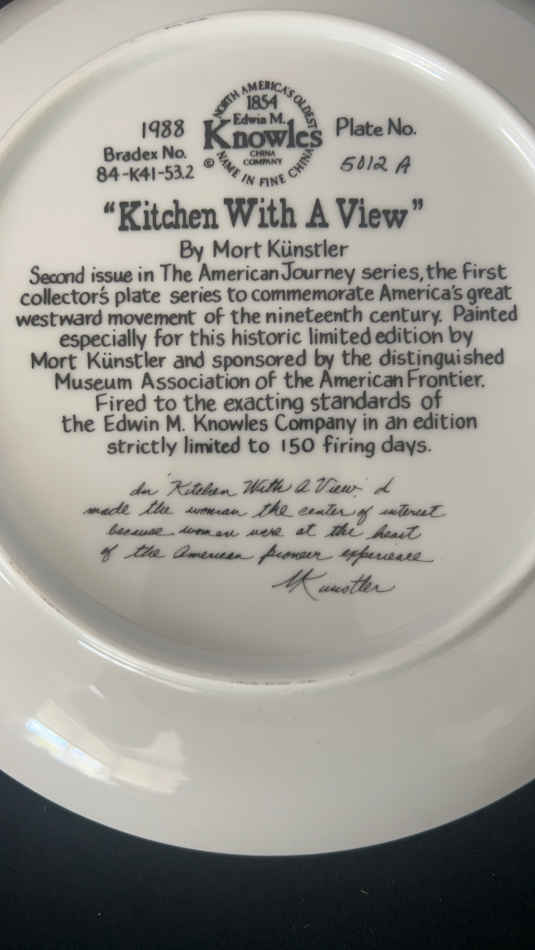 NORTH AMERICA'S OLDEST
1854
1988
Edwin M.
Knowles
Plate No.
Bradex No.
CHINA
COMPANY
84-K41-53.2
©
NAME IN FINE CHINA
5012 A
"Kitchen With A View"
By Mort Künstler
Second issue in The American Journey series, the first
collector's plate series to commemorate America's great
westward movement of the nineteenth century. Painted
especially for this historic limited edition by
Mort Künstler and sponsored by the distinguished
Museum Association of the American Frontier.
Fired to the exacting standards of
the Edwin M. Knowles Company in an edition
strictly limited to 150 firing days.
In 'Kitchen With A View,' I
made the woman the center of interest
because women were at the heart
of the American pioneer experience
MKunstler